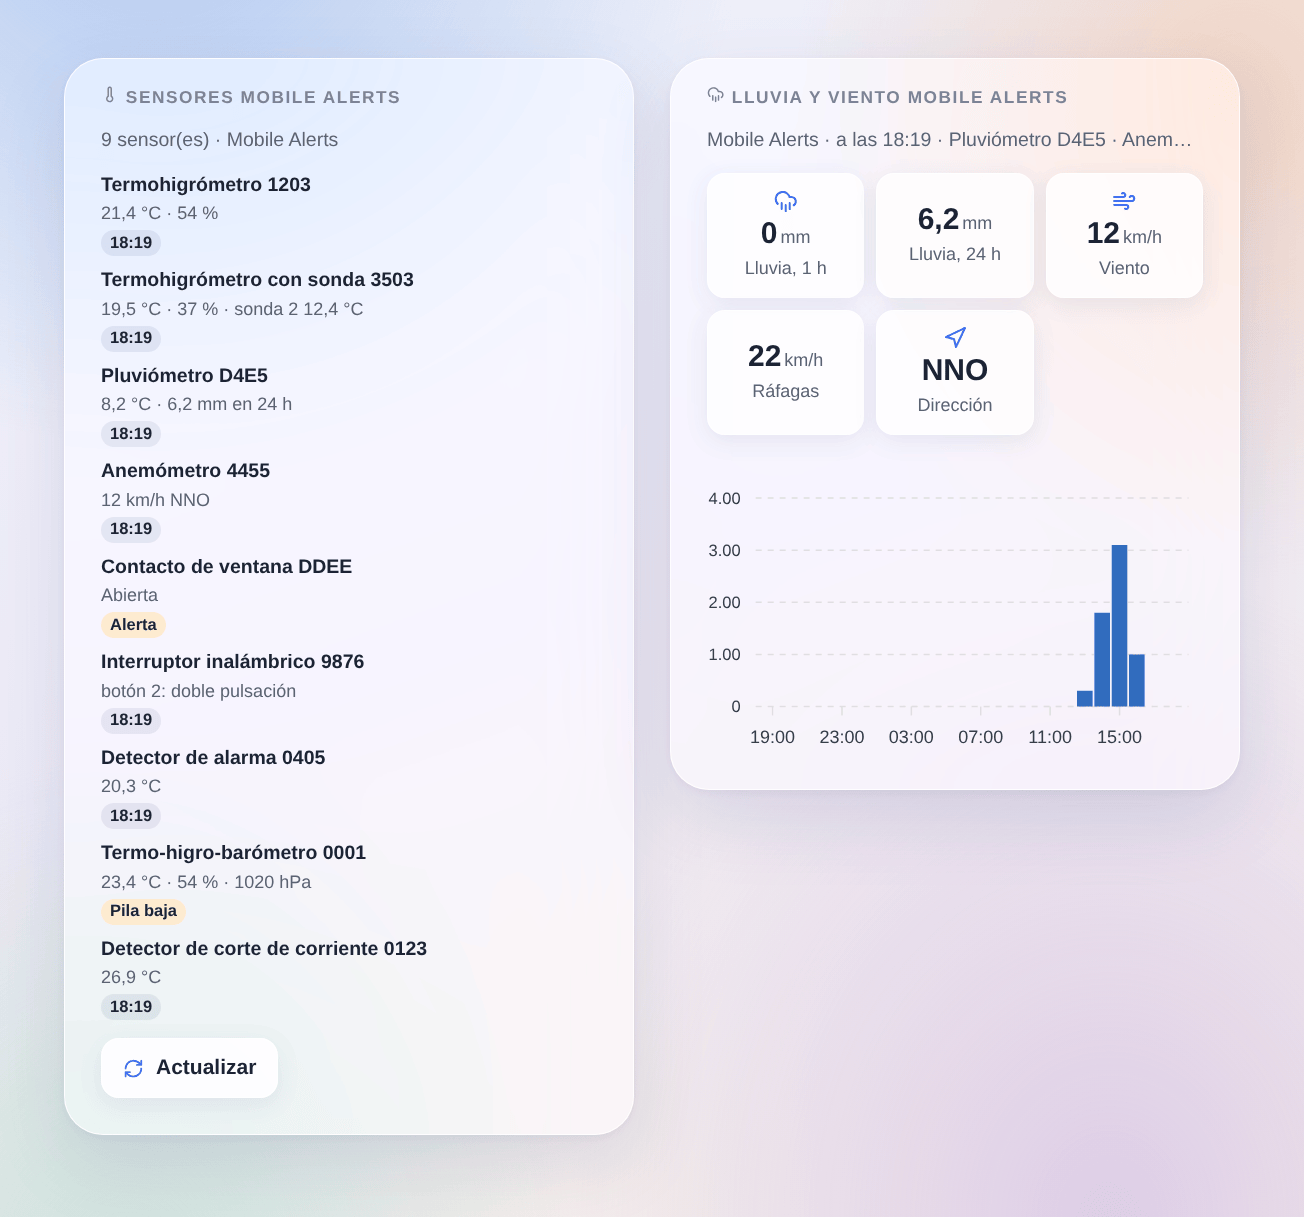 SENSORES MOBILE ALERTS
9 sensor(es) · Mobile Alerts
Termohigrómetro 1203
21,4 °C · 54 %
18:19
Termohigrómetro con sonda 3503
19,5 °C · 37 % · sonda 2 12,4 °C
18:19
Pluviómetro D4E5
8,2 °C · 6,2 mm en 24 h
18:19
Anemómetro 4455
12 km/h NNO
18:19
Contacto de ventana DDEE
Abierta
Alerta
Interruptor inalámbrico 9876
botón 2: doble pulsación
18:19
Detector de alarma 0405
20,3 °C
18:19
Termo-higro-barómetro 0001
23,4 °C · 54 % · 1020 hPa
Pila baja
Detector de corte de corriente 0123
26,9 °C
18:19
Actualizar
LLUVIA Y VIENTO MOBILE ALERTS
Mobile Alerts · a las 18:19 · Pluviómetro D4E5 · Anem…
0 mm
Lluvia, 1 h
6,2 mm
Lluvia, 24 h
12 km/h
Viento
22 km/h
Ráfagas
NNO
Dirección
4.00
3.00
2.00
1.00
0
19:00 23:00 03:00 07:00 11:00 15:00